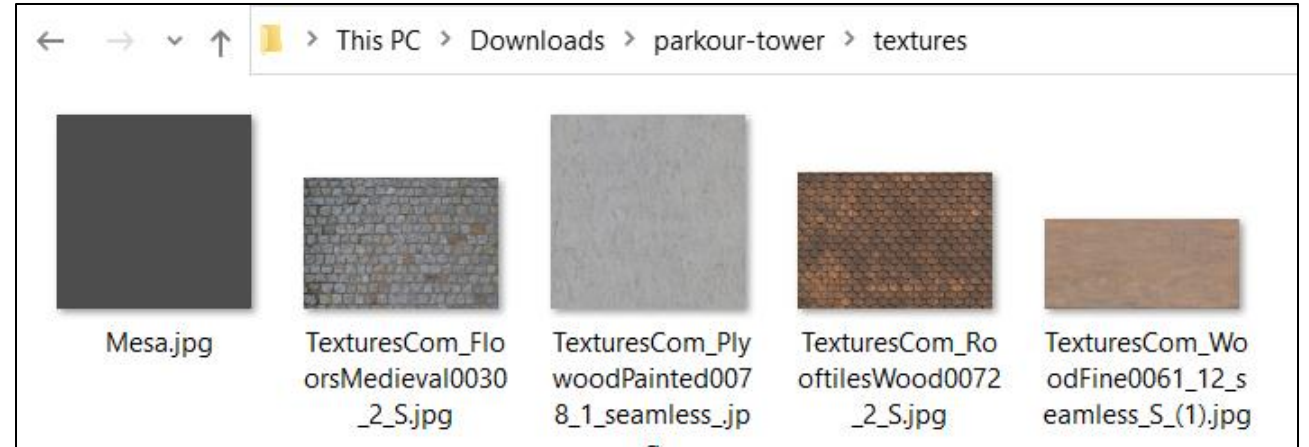 This PC > Downloads > parkour-tower > textures
Mesa.jpg
TexturesCom_Flo
orsMedieval0030
_2_S.jpg
TexturesCom_Ply
woodPainted007
8_1_seamless_.jp
TexturesCom_Ro
oftilesWood0072
_2_S.jpg
TexturesCom_Wo
odFine0061_12_s
eamless_S_(1).jpg